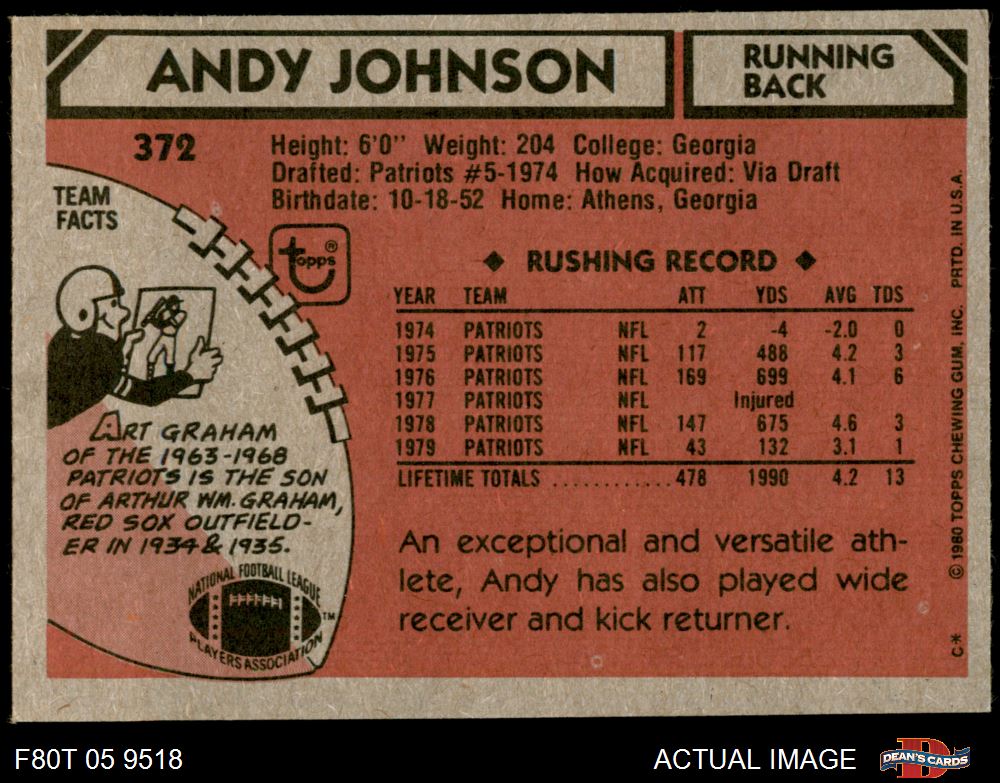 ANDY JOHNSON
RUNNING
BACK
372
Height: 6'0" Weight: 204 College: Georgia
Drafted: Patriots #5-1974 How Acquired: Via Draft
Birthdate: 10-18-52 Home: Athens, Georgia
TEAM
FACTS
topps ®
ART GRAHAM
OF THE 1963-1968
PATRIOTS IS THE SON
OF ARTHUR WM. GRAHAM,
RED SOX OUTFIELD-
ER IN 1934 & 1935.
NATIONAL FOOTBALL LEAGUE
PLAYERS ASSOCIATION
TM
◆ RUSHING RECORD ◆
YEAR TEAM ATT YDS AVG TDS
1974 PATRIOTS NFL 2 -4 -2.0 0
1975 PATRIOTS NFL 117 488 4.2 3
1976 PATRIOTS NFL 169 699 4.1 6
1977 PATRIOTS NFL Injured
1978 PATRIOTS NFL 147 675 4.6 3
1979 PATRIOTS NFL 43 132 3.1 1
LIFETIME TOTALS ............ 478 1990 4.2 13
An exceptional and versatile ath-
lete, Andy has also played wide
receiver and kick returner.
C* © 1980 TOPPS CHEWING GUM, INC. PRTD. IN U.S.A.
F80T 05 9518
ACTUAL IMAGE
DEAN'S CARDS